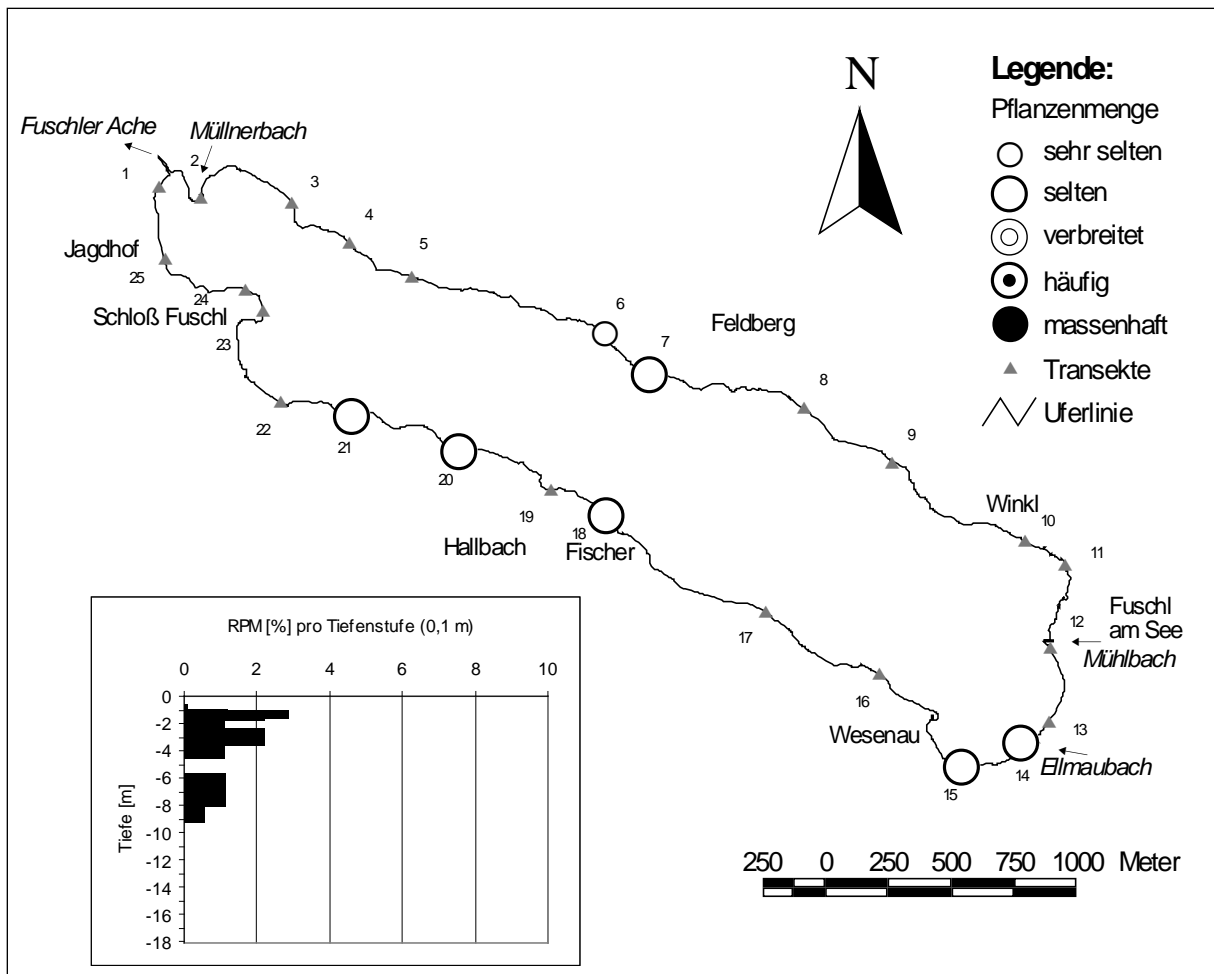 N
Legende:
Pflanzenmenge
sehr selten
selten
verbreitet
häufig
massenhaft
Transekte
Uferlinie
Fuschler Ache
Müllnerbach
1
2
3
4
5
6
7
Feldberg
8
9
Winkl
10
11
12
Fuschl
am See
Mühlbach
13
Ellmaubach
14
15
Wesenau
16
17
18
Fischer
19
Hallbach
20
21
22
23
Schloß Fuschl
24
25
Jagdhof
250 0 250 500 750 1000 Meter
RPM [%] pro Tiefenstufe (0,1 m)
0 2 4 6 8 10
Tiefe [m]
0
-2
-4
-6
-8
-10
-12
-14
-16
-18